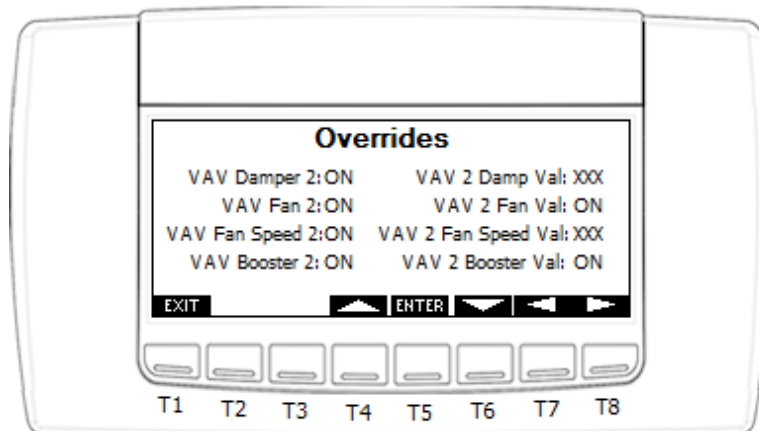 Overrides
VAV Damper 2: ON VAV 2 Damp Val: XXX
VAV Fan 2: ON VAV 2 Fan Val: ON
VAV Fan Speed 2: ON VAV 2 Fan Speed Val: XXX
VAV Booster 2: ON VAV 2 Booster Val: ON
EXIT ENTER
T1 T2 T3 T4 T5 T6 T7 T8